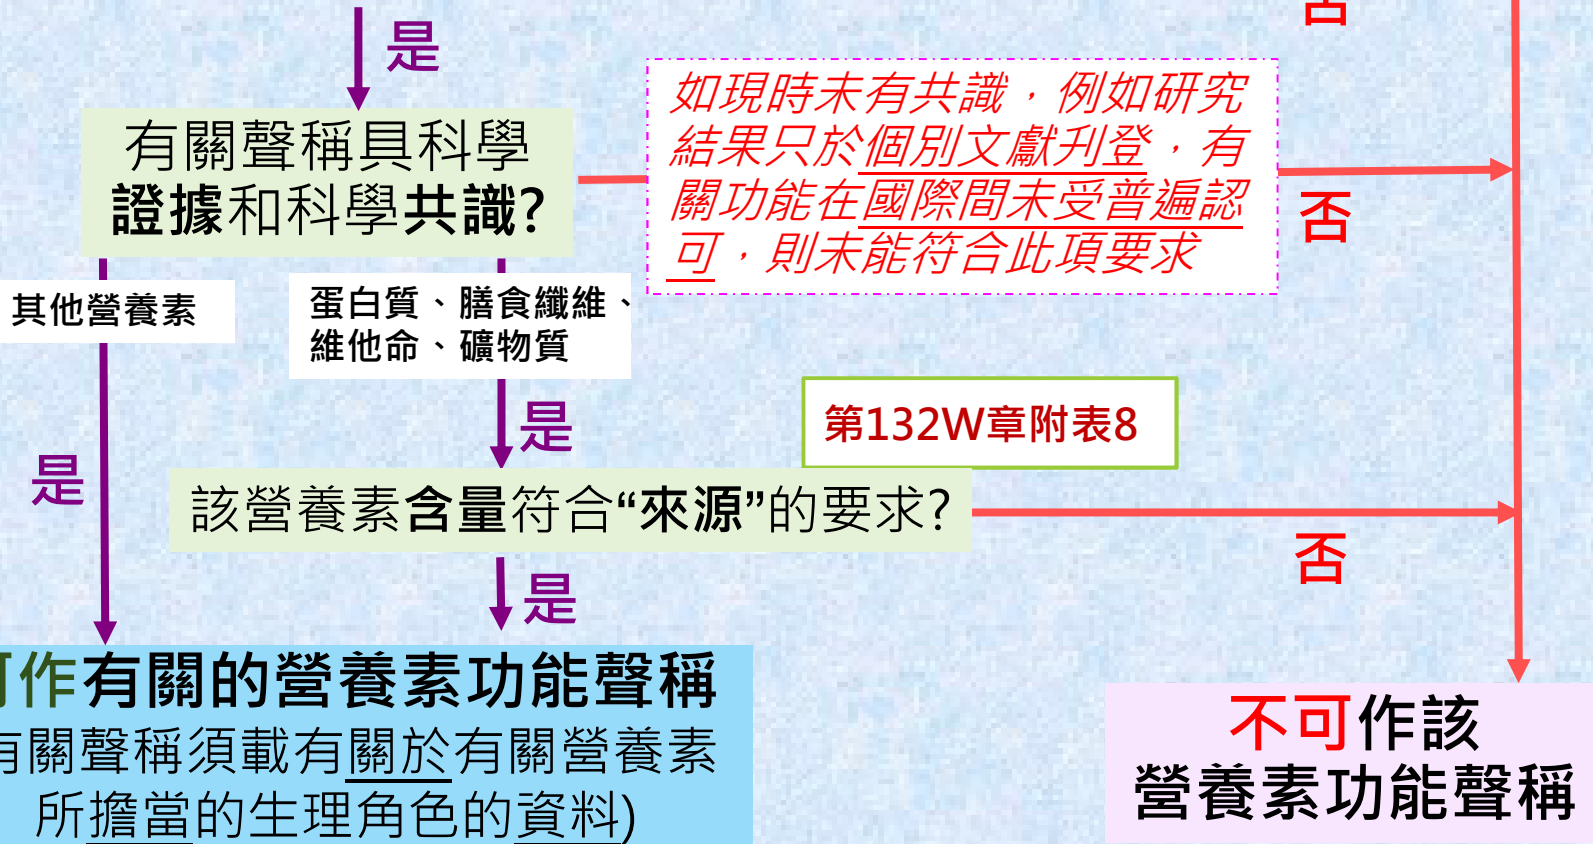 是
否
有關聲稱具科學
證據和科學共識?
如現時未有共識，例如研究
結果只於個別文獻刋登，有
關功能在國際間未受普遍認
可，則未能符合此項要求
否
其他營養素
蛋白質、膳食纖維、
維他命、礦物質
是
是
第132W章附表8
該營養素含量符合“來源”的要求?
否
是
可作有關的營養素功能聲稱
有關聲稱須載有關於有關營養素
所擔當的生理角色的資料)
不可作該
營養素功能聲稱